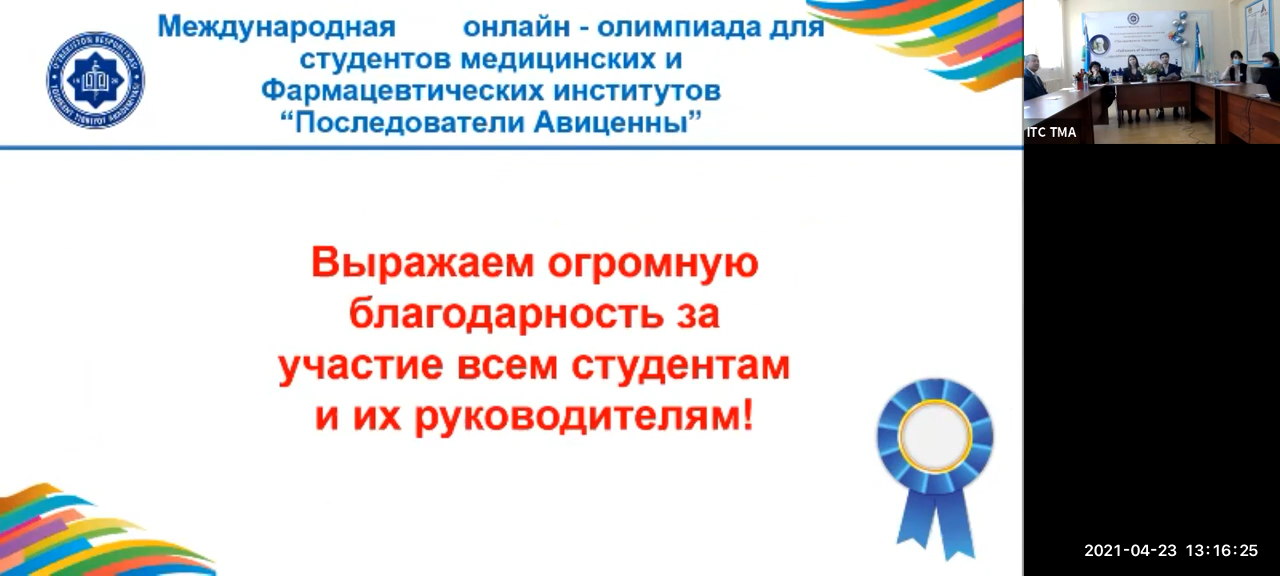 Международная онлайн - олимпиада для
студентов медицинских и
Фармацевтических институтов
“Последователи Авиценны”
Выражаем огромную
благодарность за
участие всем студентам
и их руководителям!
ITC TMA
2021-04-23 13:16:25